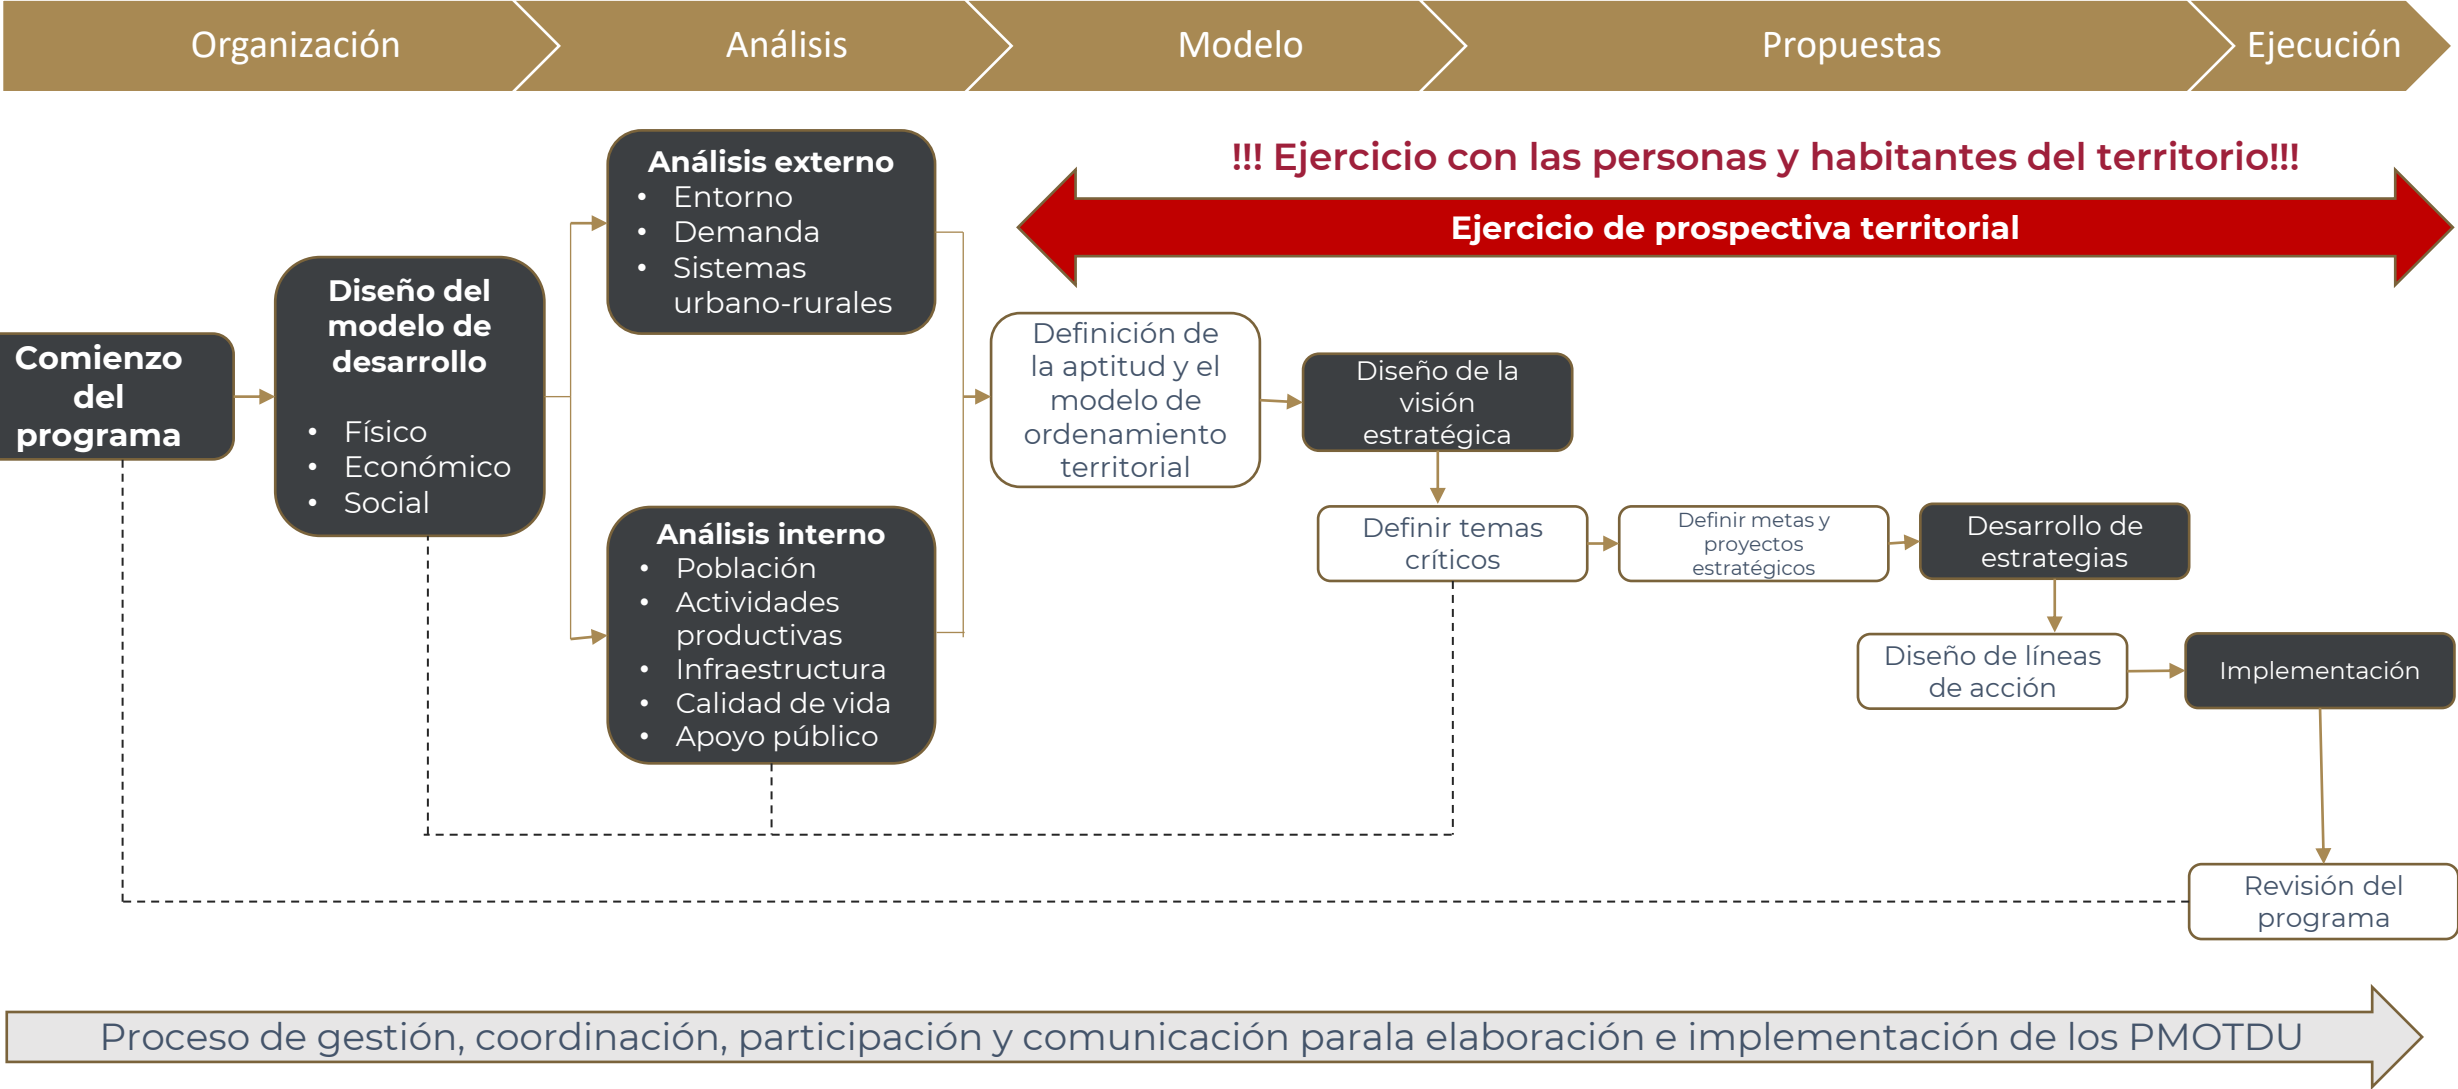 Organización
Análisis
Modelo
Propuestas
Ejecución
!!! Ejercicio con las personas y habitantes del territorio!!!
Ejercicio de prospectiva territorial
Comienzo
del
programa
Diseño del
modelo de
desarrollo
• Físico
• Económico
• Social
Análisis externo
• Entorno
• Demanda
• Sistemas
urbano-rurales
Análisis interno
• Población
• Actividades
productivas
• Infraestructura
• Calidad de vida
• Apoyo público
Definición de
la aptitud y el
modelo de
ordenamiento
territorial
Diseño de la
visión
estratégica
Definir temas
críticos
Definir metas y
proyectos
estratégicos
Desarrollo de
estrategias
Diseño de líneas
de acción
Implementación
Revisión del
programa
Proceso de gestión, coordinación, participación y comunicación parala elaboración e implementación de los PMOTDU